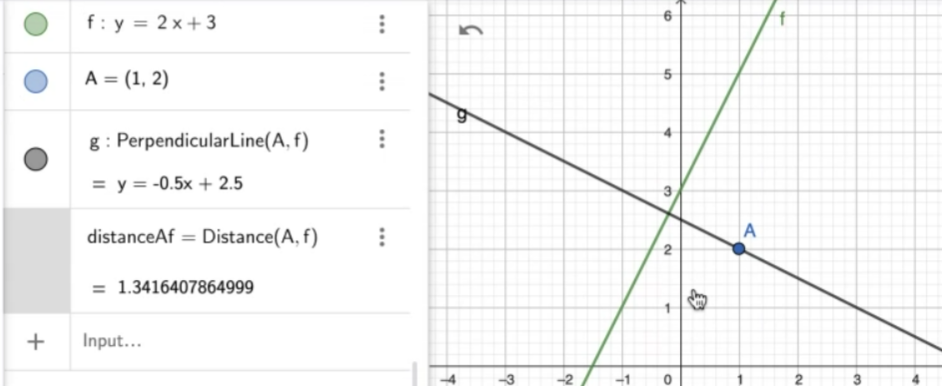 f : y = 2 x + 3
A = (1, 2)
g : PerpendicularLine(A, f)
= y = -0.5x + 2.5
distanceAf = Distance(A, f)
= 1.3416407864999
+ Input...
6
f
5
g
4
3
A
2
1
-4 -3 -2 -1 0 1 2 3 4